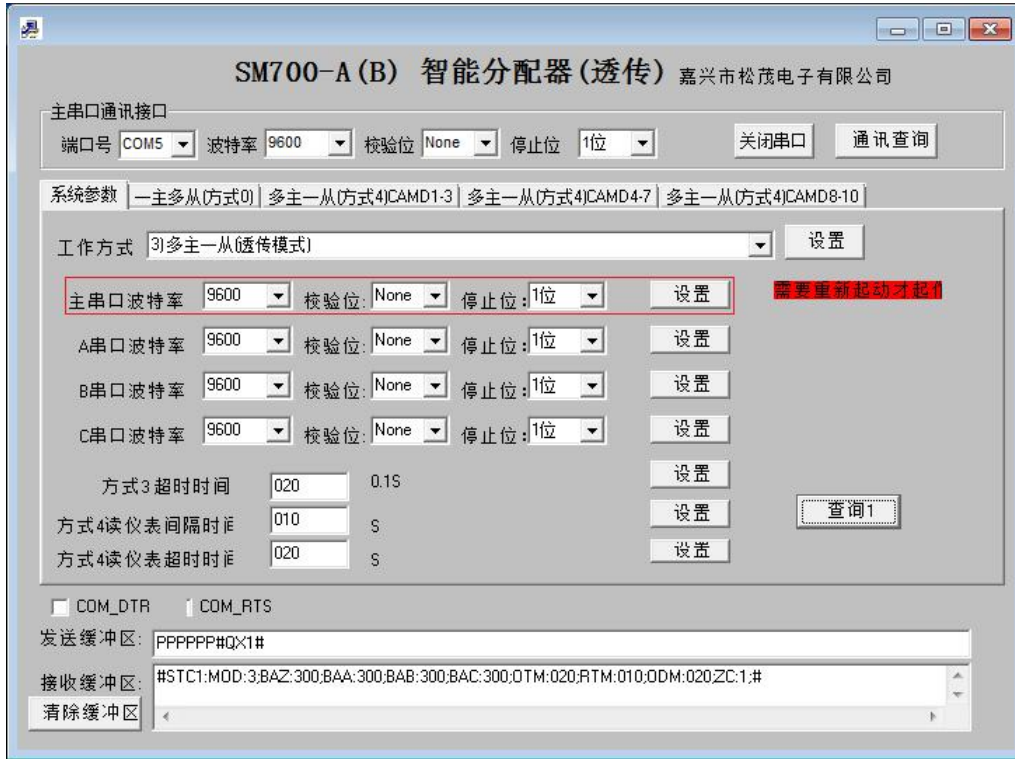 SM700-A(B) 智能分配器(透传) 嘉兴市松茂电子有限公司
主串口通讯接口
端口号 COM5 波特率 9600 校验位 None 停止位 1位 关闭串口 通讯查询
系统参数 一主多从(方式0) 多主一从(方式4)CAMD1-3 多主一从(方式4)CAMD4-7 多主一从(方式4)CAMD8-10
工作方式 3)多主一从(透传模式) 设置
主串口波特率 9600 校验位: None 停止位: 1位 设置 需要重新起动才起
A串口波特率 9600 校验位: None 停止位: 1位 设置
B串口波特率 9600 校验位: None 停止位: 1位 设置
C串口波特率 9600 校验位: None 停止位: 1位 设置
方式3超时时间 020 0.1S 设置
方式4读仪表间隔时 010 S 设置 查询1
方式4读仪表超时时 020 S 设置
COM_DTR COM_RTS
发送缓冲区: PPPPPP#QX1#
接收缓冲区: #STC1:MOD:3;BAZ:300;BAA:300;BAB:300;BAC:300;OTM:020;RTM:010;ODM:020;ZC:1;#
清除缓冲区